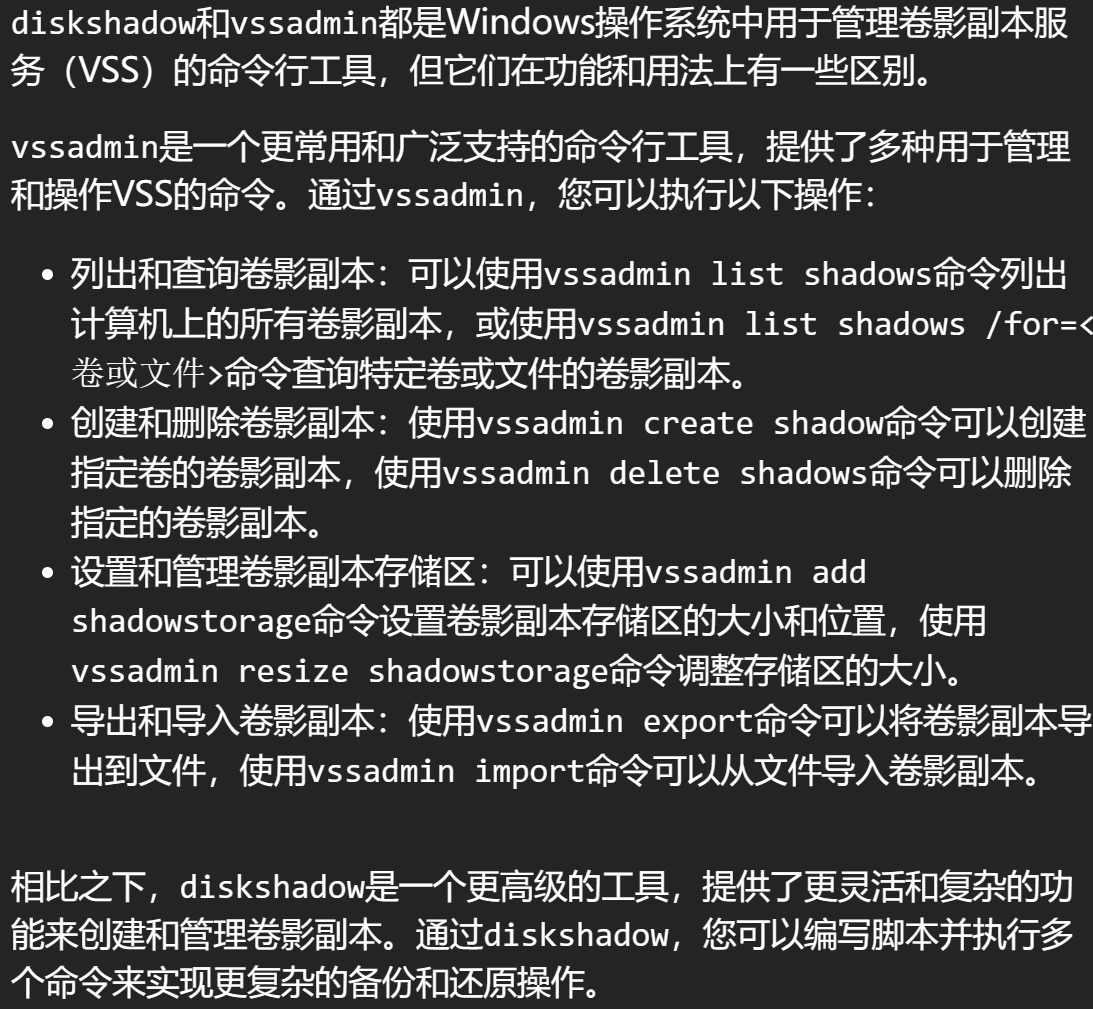 diskshadow和vssadmin都是Windows操作系统中用于管理卷影副本服
务（VSS）的命令行工具，但它们在功能和用法上有一些区别。
vssadmin是一个更常用和广泛支持的命令行工具，提供了多种用于管理
和操作VSS的命令。通过vssadmin，您可以执行以下操作：
• 列出和查询卷影副本：可以使用vssadmin list shadows命令列出
计算机上的所有卷影副本，或使用vssadmin list shadows /for=<
卷或文件>命令查询特定卷或文件的卷影副本。
• 创建和删除卷影副本：使用vssadmin create shadow命令可以创建
指定卷的卷影副本，使用vssadmin delete shadows命令可以删除
指定的卷影副本。
• 设置和管理卷影副本存储区：可以使用vssadmin add
shadowstorage命令设置卷影副本存储区的大小和位置，使用
vssadmin resize shadowstorage命令调整存储区的大小。
• 导出和导入卷影副本：使用vssadmin export命令可以将卷影副本导
出到文件，使用vssadmin import命令可以从文件导入卷影副本。
相比之下，diskshadow是一个更高级的工具，提供了更灵活和复杂的功
能来创建和管理卷影副本。通过diskshadow，您可以编写脚本并执行多
个命令来实现更复杂的备份和还原操作。